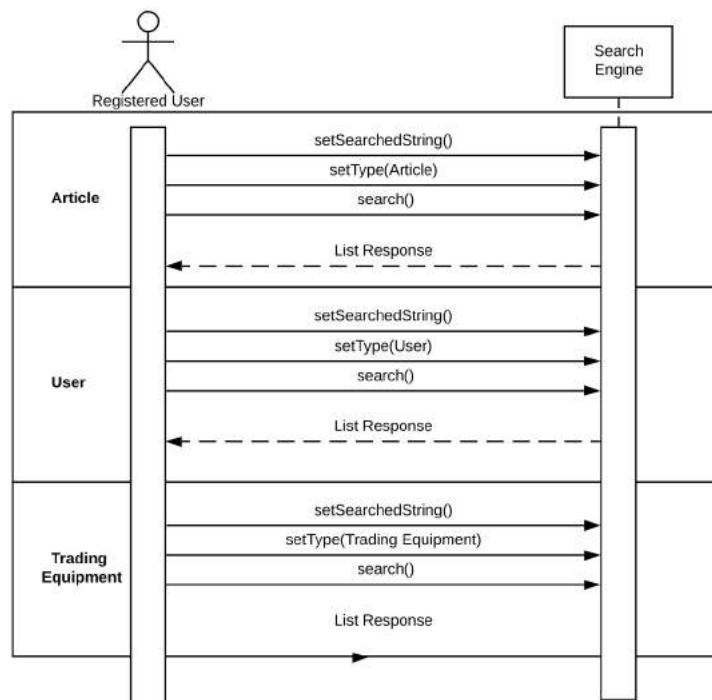 Search
Engine
Registered User
setSearchedString()
setType(Article)
Article
search()
List Response
setSearchedString()
setType(User)
User
search()
List Response
setSearchedString()
setType(Trading Equipment)
Trading
Equipment
search()
List Response